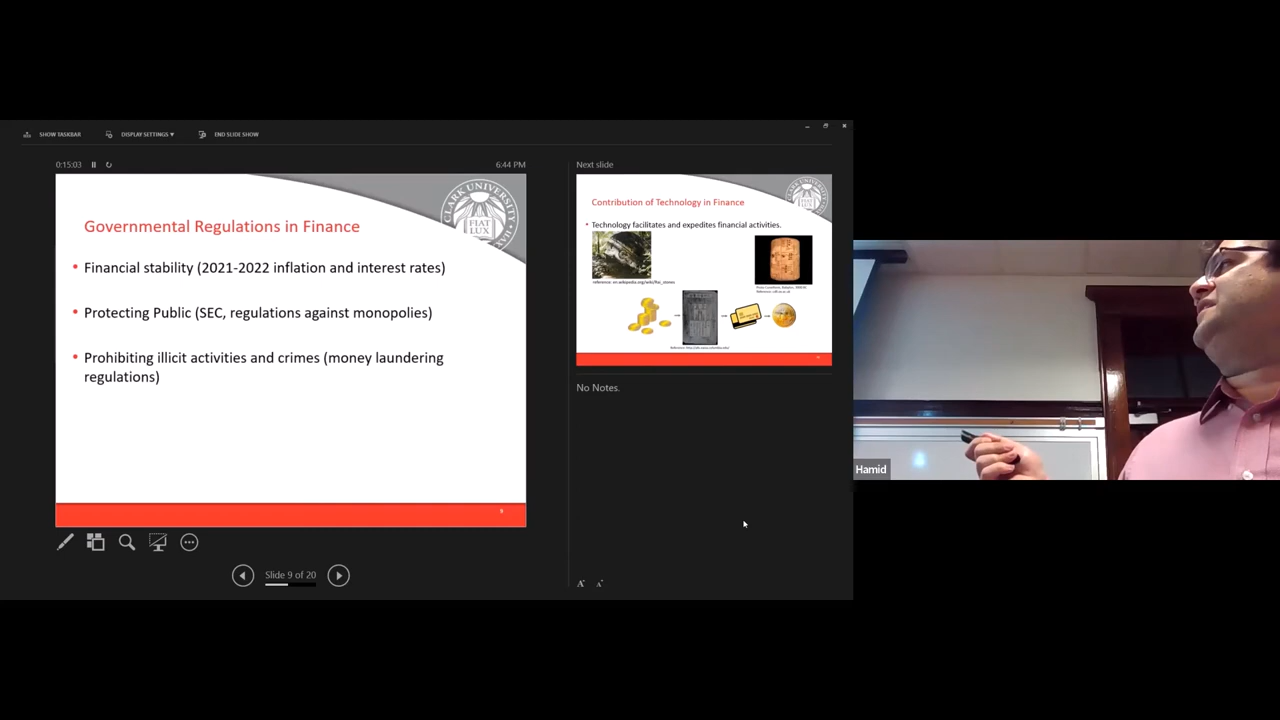 SHOW TASKBAR
DISPLAY SETTINGS ▼
END SLIDE SHOW
0:15:03
6:44 PM
Governmental Regulations in Finance
• Financial stability (2021-2022 inflation and interest rates)
• Protecting Public (SEC, regulations against monopolies)
• Prohibiting illicit activities and crimes (money laundering
regulations)
CLARK UNIVERSITY
FIAT
LUX
9
Slide 9 of 20
Next slide
Contribution of Technology in Finance
• Technology facilitates and expedites financial activities.
No Notes.
A
A
Hamid